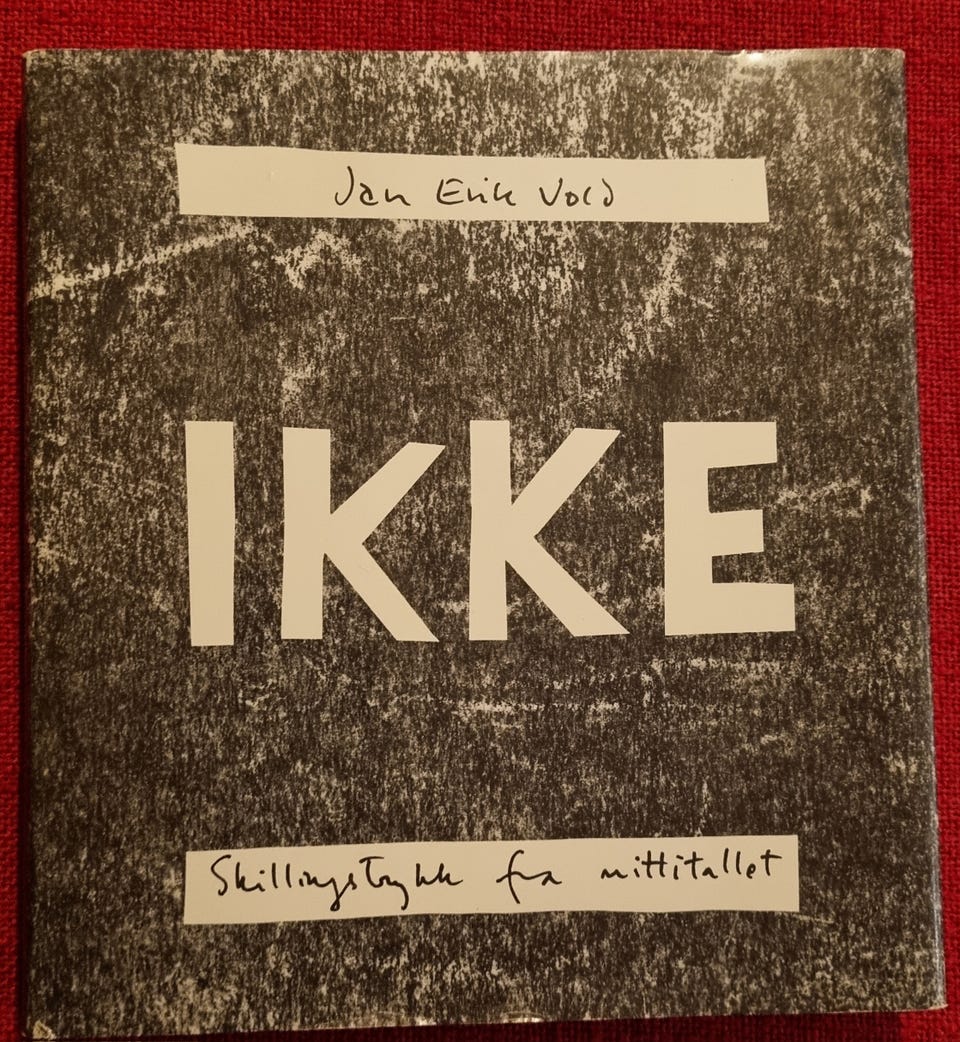 Jan Erik Vold
IKKE
Skillingstrykk fra nittitallet